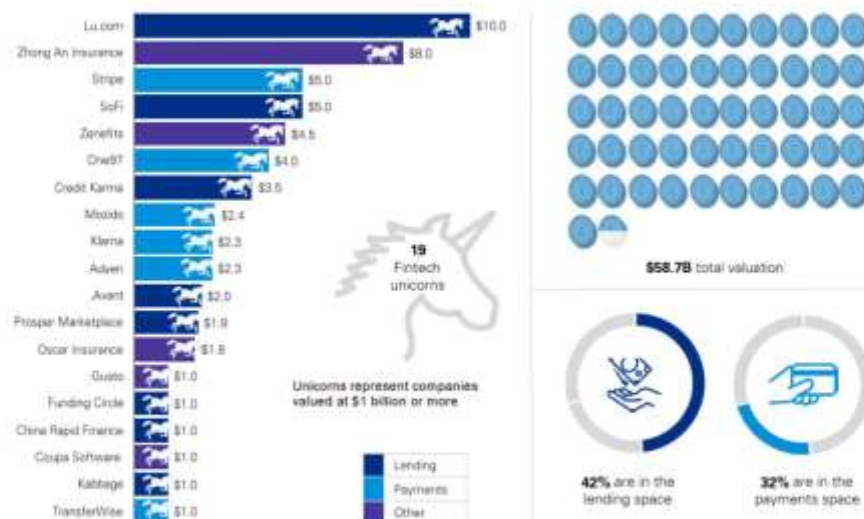 Lu.com $10.0
Zhong An Insurance $8.0
Stripe $5.0
SoFi $5.0
Zenefits $4.5
One97 $4.0
Credit Karma $3.5
Mozido $2.4
Klarna $2.3
Adyen $2.3
Avant $2.0
Prosper Marketplace $1.9
Oscar Insurance $1.8
Gusto $1.0
Funding Circle $1.0
China Rapid Finance $1.0
Coupa Software $1.0
Kabbage $1.0
TransferWise $1.0
19
Fintech
unicorns
Unicorns represent companies
valued at $1 billion or more
Lending
Payments
Other
$58.7B total valuation
42% are in the
lending space
32% are in the
payments space